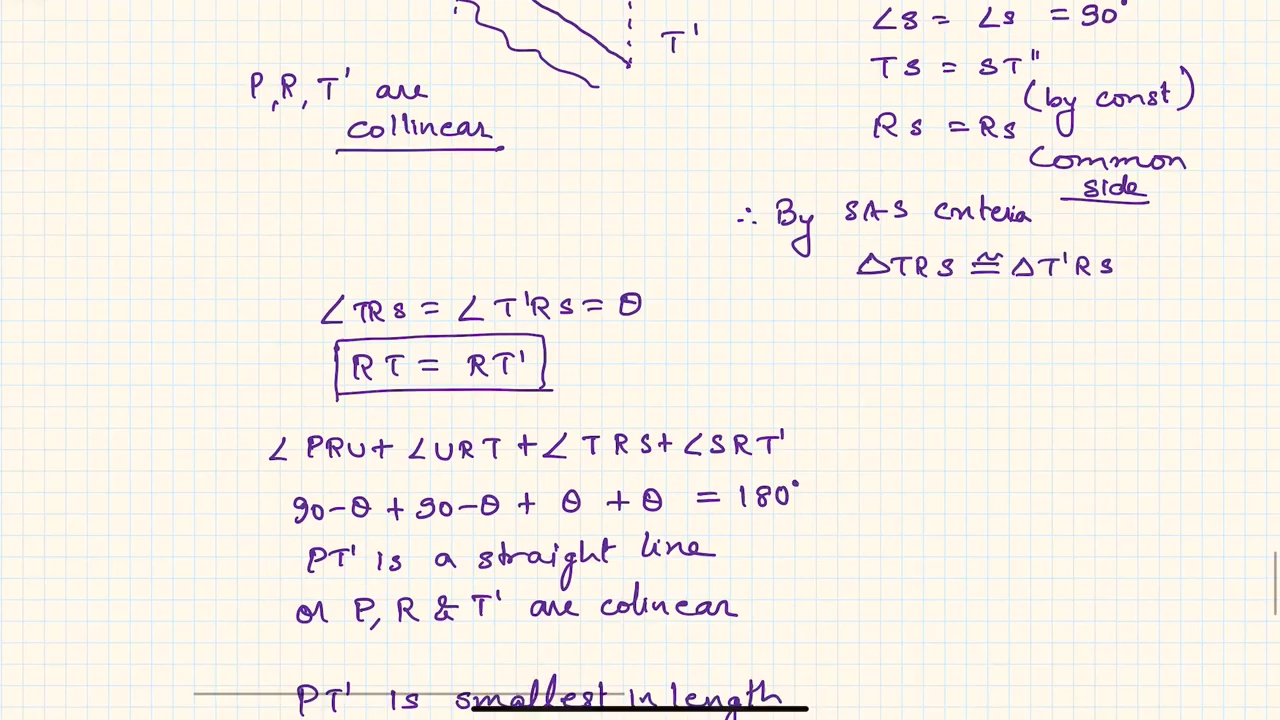 T'
P, R, T' are
collinear
∠s = ∠s = 90°
TS = ST"
(by const)
RS = RS
Common
side
∴ By SAS criteria
△TRS ≅ △T'RS
∠TRS = ∠T'RS = θ
RT = RT'
∠PRU + ∠URT + ∠TRS + ∠SRT'
90-θ + 90-θ + θ + θ = 180°
PT' is a straight line
or P, R & T' are colinear
PT' is smallest in length